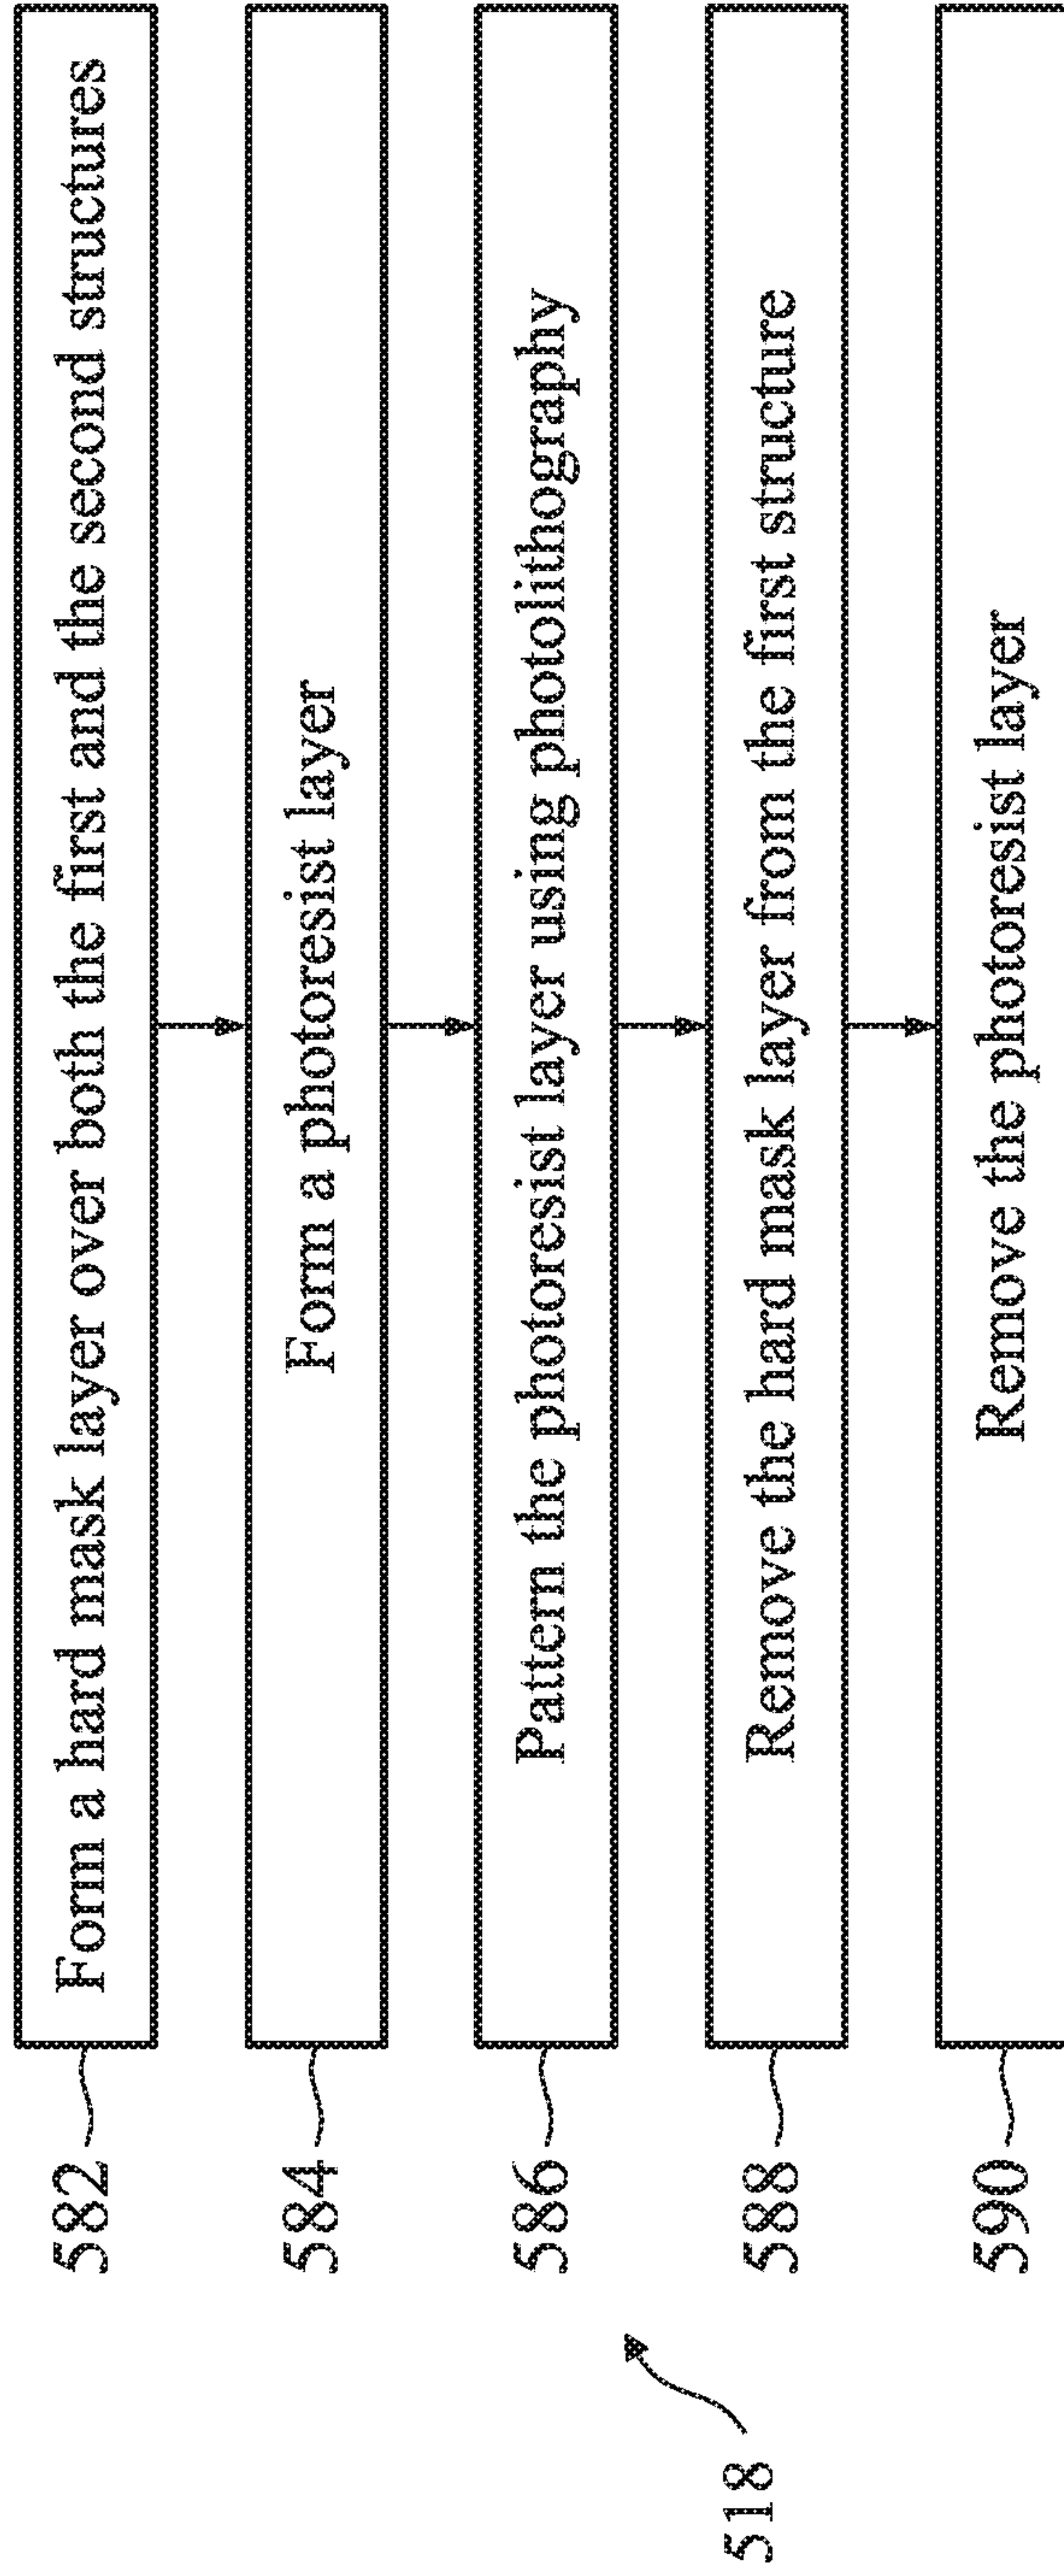 582
Form a hard mask layer over both the first and the second structures
584
Form a photoresist layer
586
Pattern the photoresist layer using photolithography
588
Remove the hard mask layer from the first structure
590
Remove the photoresist layer
518